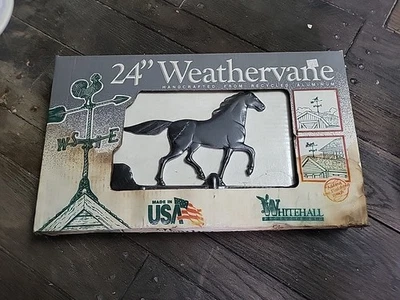 24" Weathervane
HANDCRAFTED FROM RECYCLED ALUMINUM
W S E
MADE IN
USA
WHITEHALL